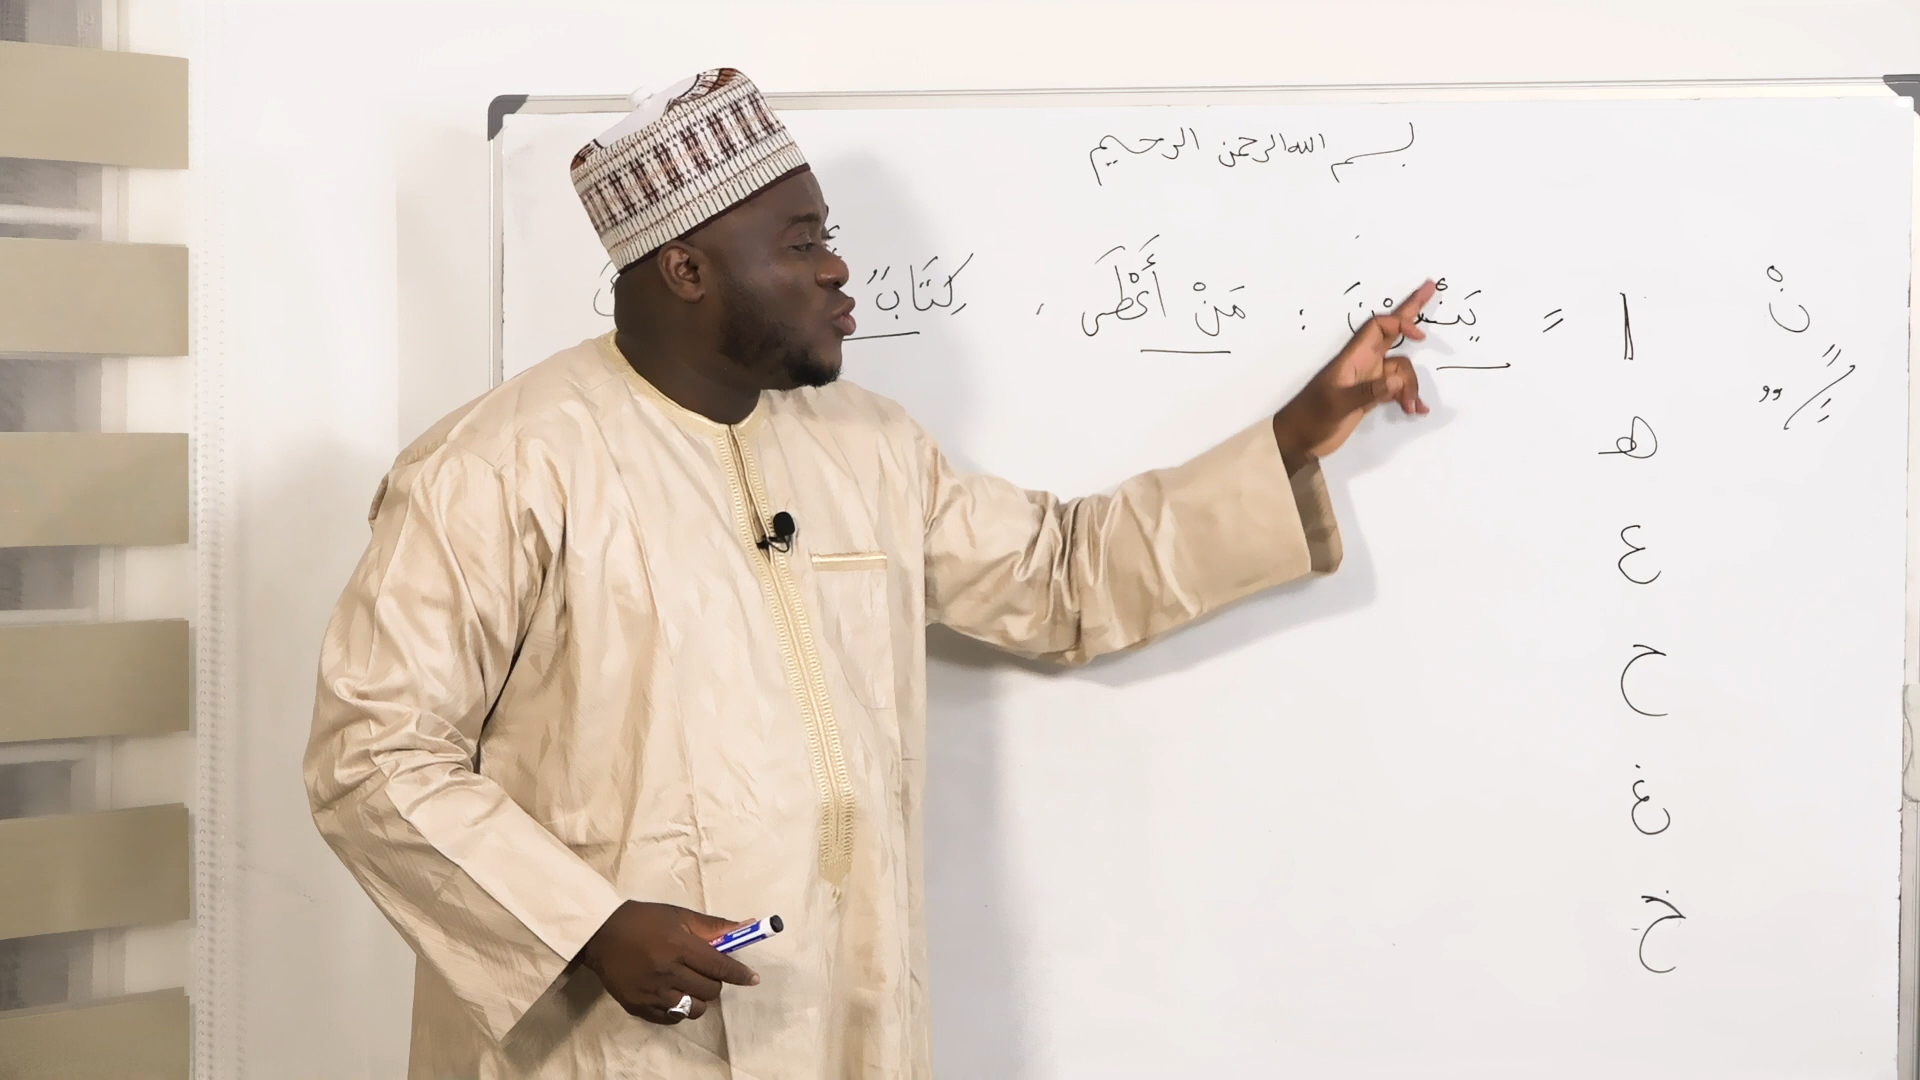 بسم الله الرحمن الرحيم
نْ ا = : مَنْ أَعْطَى ، كِتَابٌ
ً ٍ ٌ
ه
ع
ح
غ
خ